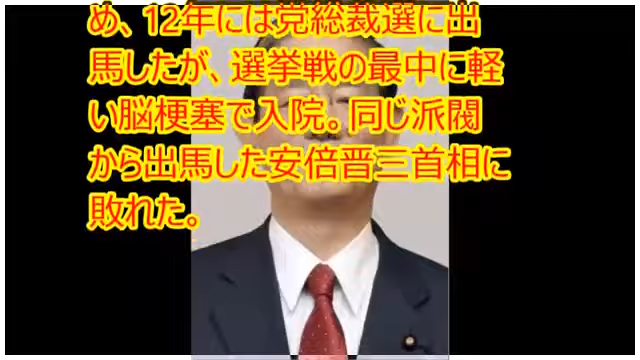 め、12年には党総裁選に出
馬したが、選挙戦の最中に軽
い脳梗塞で入院。同じ派閥
から出馬した安倍晋三首相に
敗れた。